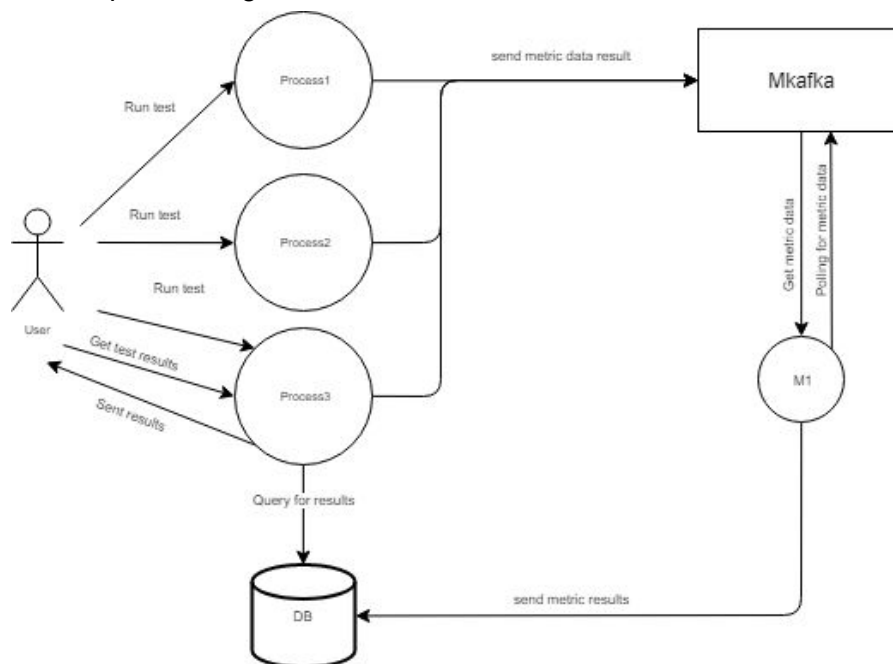 send metric data result
Process1
Mkafka
Run test
Run test
Process2
Get metric data
Polling for metric data
Run test
User
Get test results
Process3
M1
Sent results
Query for results
send metric results
DB